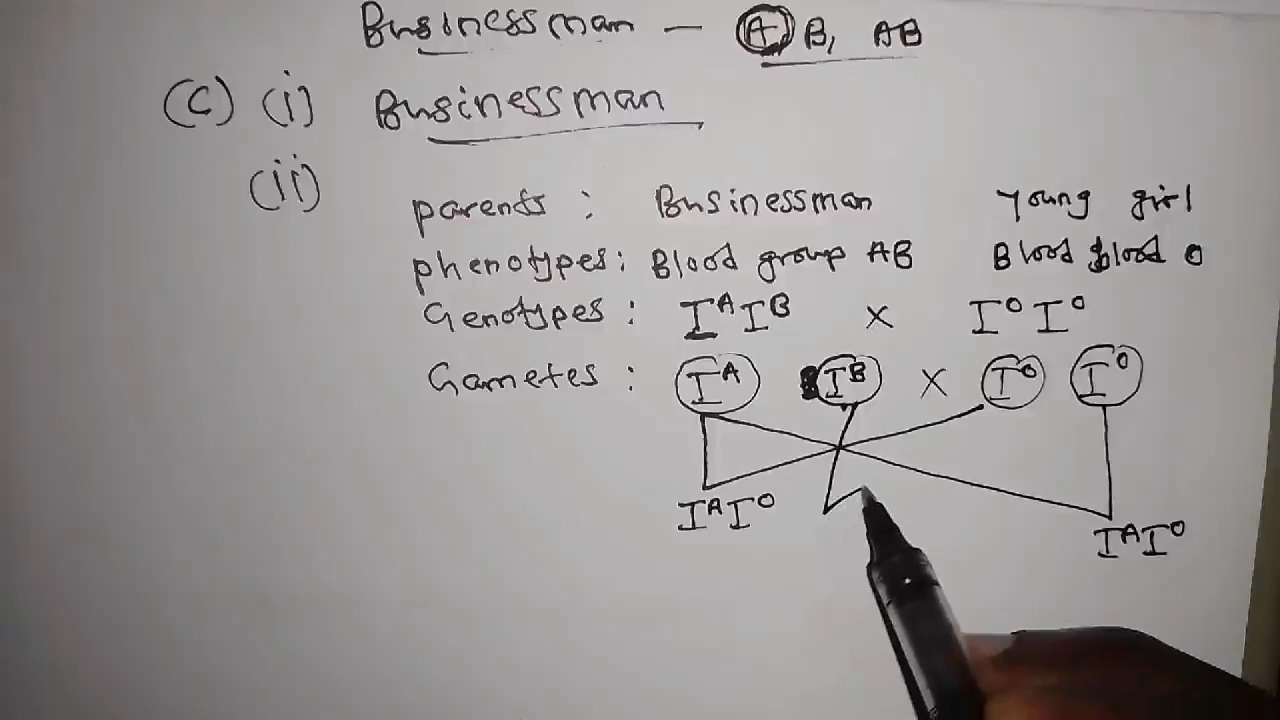 Businessman — A B, AB
(C) (i) Businessman
(ii)
parents : Businessman Young girl
phenotypes: Blood group AB Blood blood O
Genotypes : IᴬIᴮ × IᴼIᴼ
Gametes : Iᴬ Iᴮ × Iᴼ Iᴼ
IᴬIᴼ
IᴬIᴼ